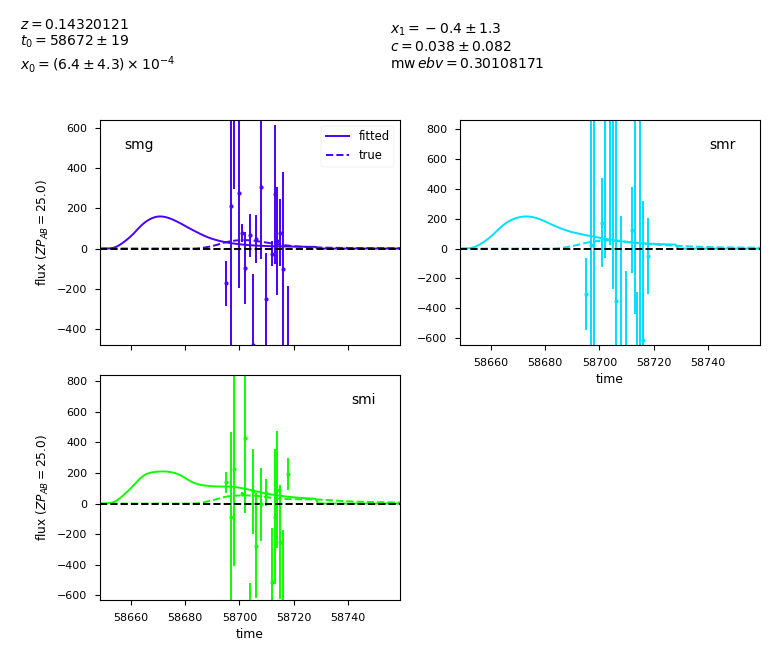 z = 0.14320121
t₀ = 58672 ± 19
x₀ = (6.4 ± 4.3) × 10⁻⁴
x₁ = −0.4 ± 1.3
c = 0.038 ± 0.082
mw ebv = 0.30108171
600
400
200
0
−200
−400
flux (ZP_AB = 25.0)
smg
fitted
true
800
600
400
200
0
−200
−400
−600
smr
58660 58680 58700 58720 58740
time
800
600
400
200
0
−200
−400
−600
flux (ZP_AB = 25.0)
smi
58660 58680 58700 58720 58740
time